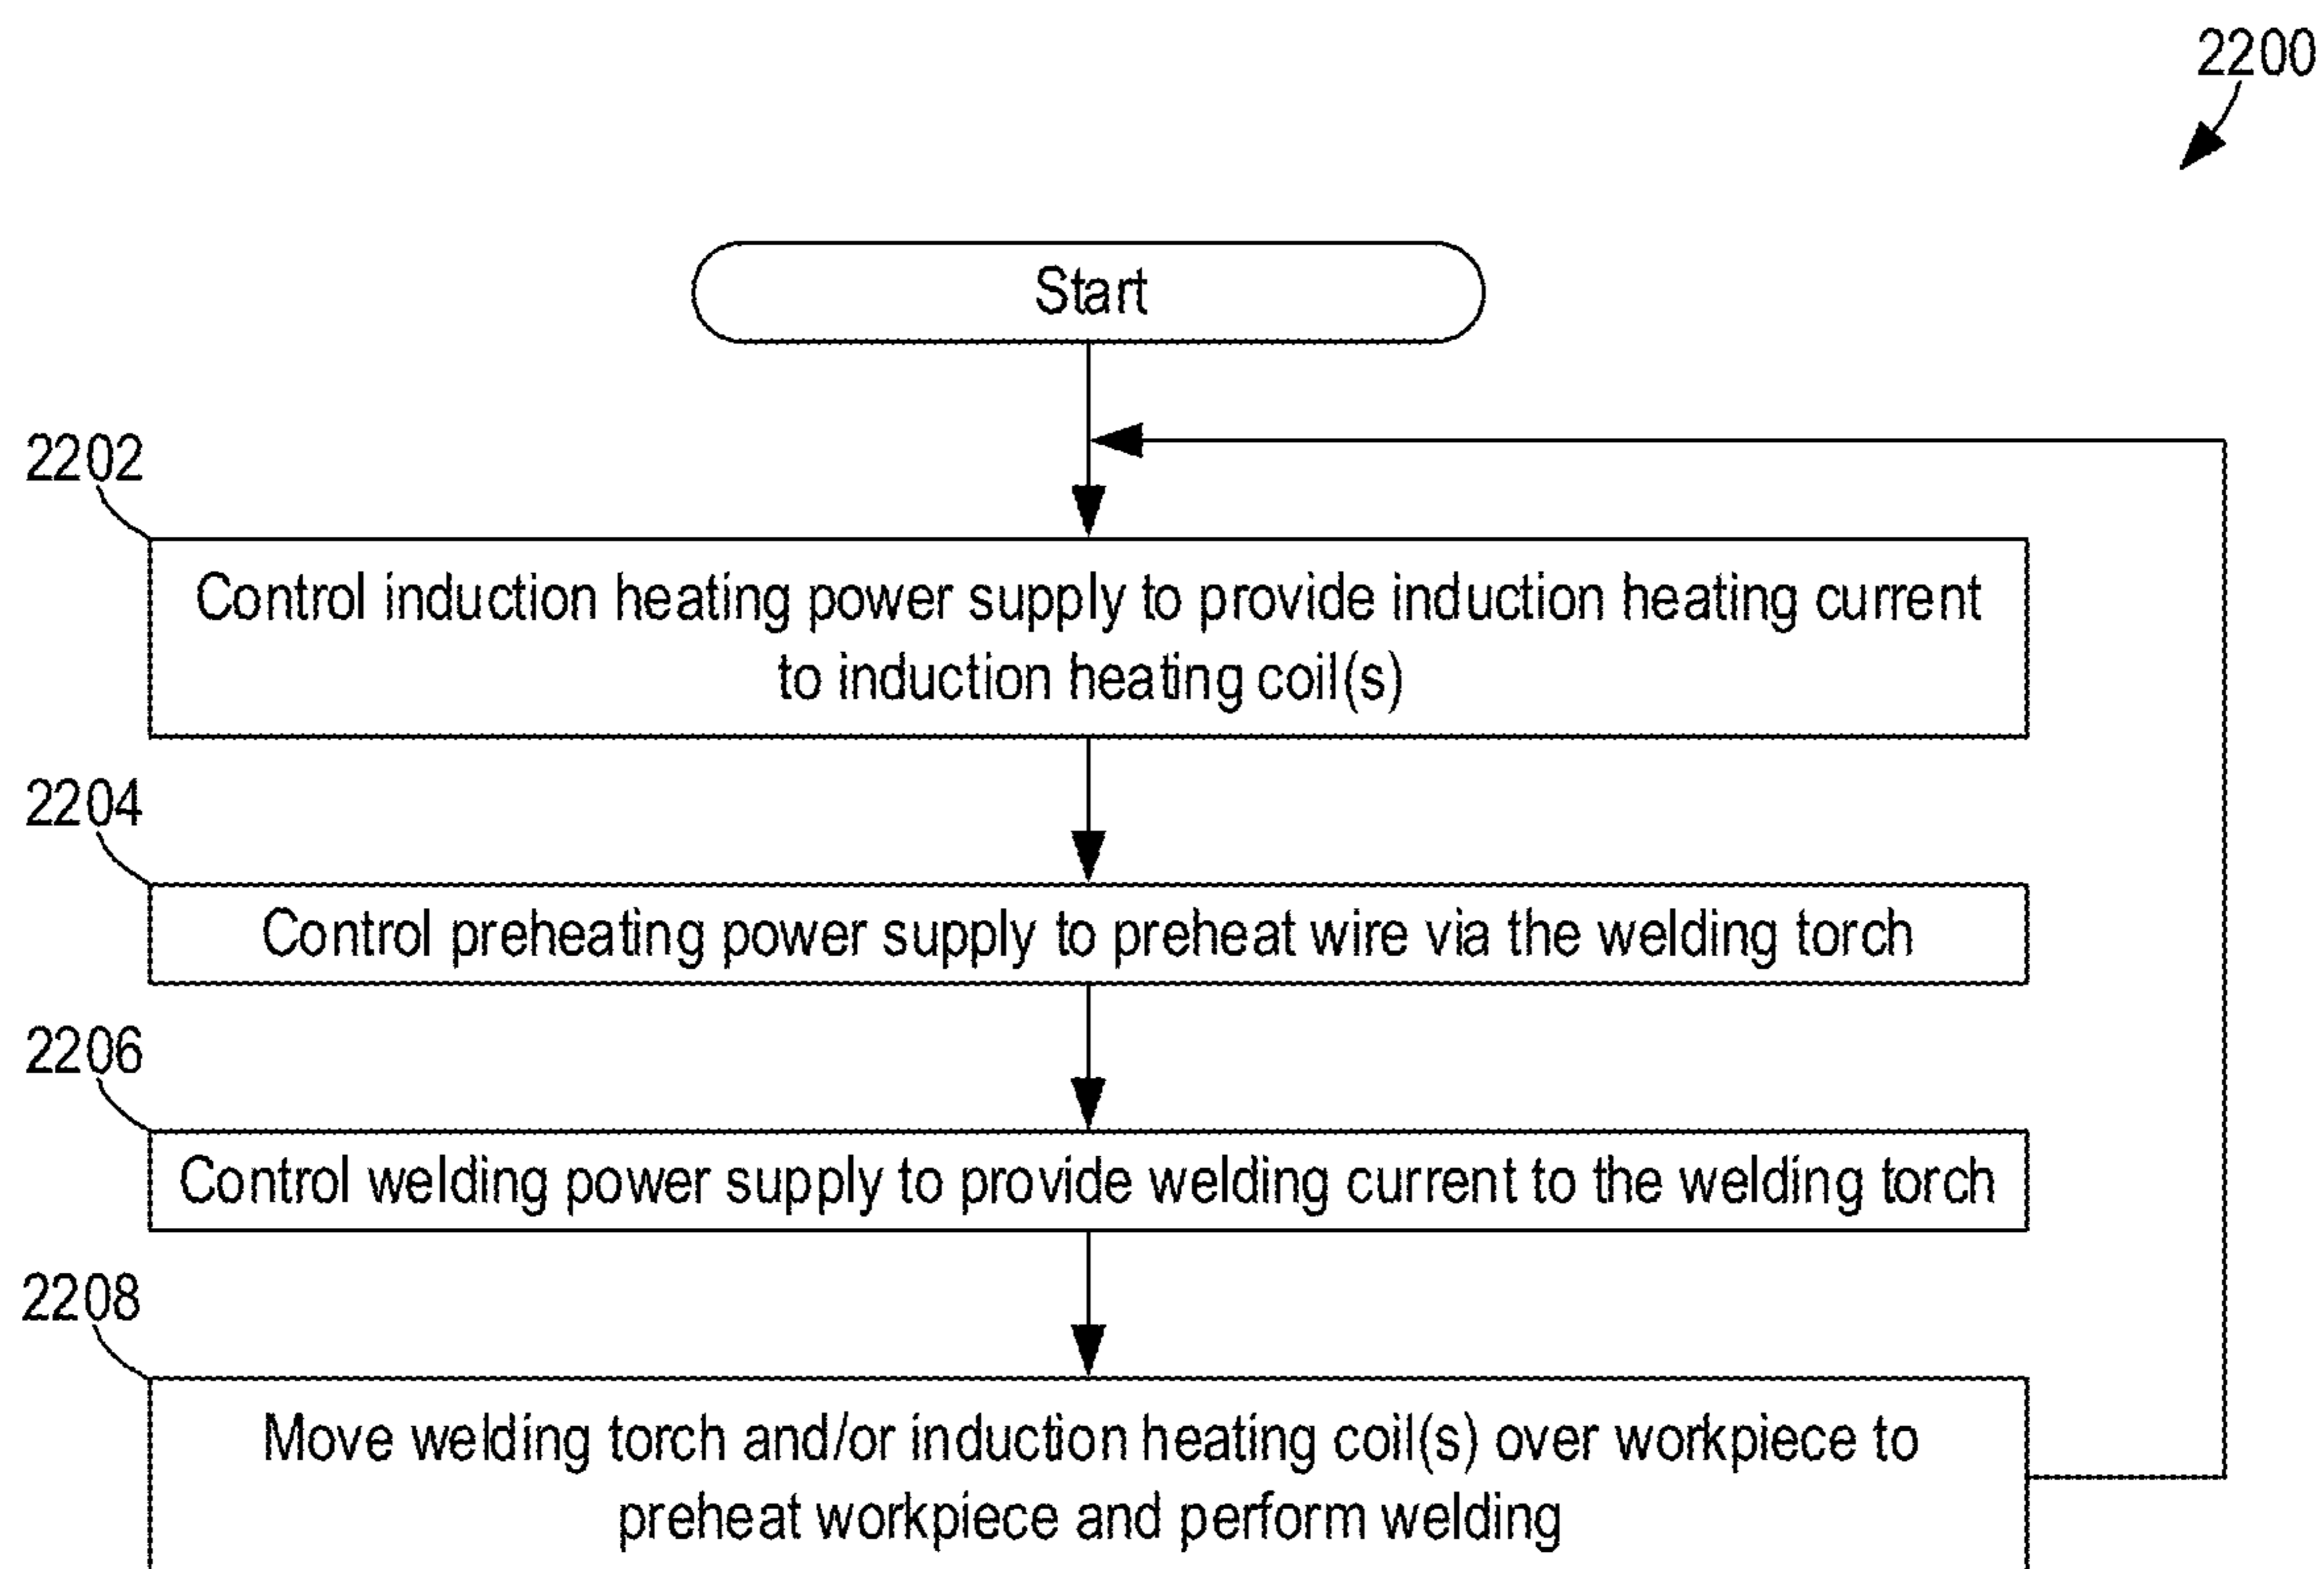 2200
Start
2202
Control induction heating power supply to provide induction heating current
to induction heating coil(s)
2204
Control preheating power supply to preheat wire via the welding torch
2206
Control welding power supply to provide welding current to the welding torch
2208
Move welding torch and/or induction heating coil(s) over workpiece to
preheat workpiece and perform welding